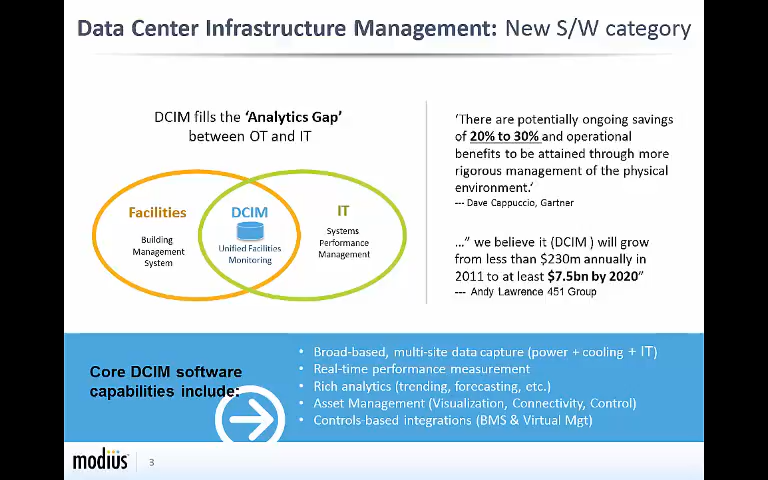 Data Center Infrastructure Management: New S/W category
DCIM fills the ‘Analytics Gap’
between OT and IT
Facilities
Building
Management
System
DCIM
Unified Facilities
Monitoring
IT
Systems
Performance
Management
‘There are potentially ongoing savings
of 20% to 30% and operational
benefits to be attained through more
rigorous management of the physical
environment.’
--- Dave Cappuccio, Gartner
…” we believe it (DCIM ) will grow
from less than $230m annually in
2011 to at least $7.5bn by 2020”
--- Andy Lawrence 451 Group
Core DCIM software
capabilities include:
• Broad-based, multi-site data capture (power + cooling + IT)
• Real-time performance measurement
• Rich analytics (trending, forecasting, etc.)
• Asset Management (Visualization, Connectivity, Control)
• Controls-based integrations (BMS & Virtual Mgt)
modius
3